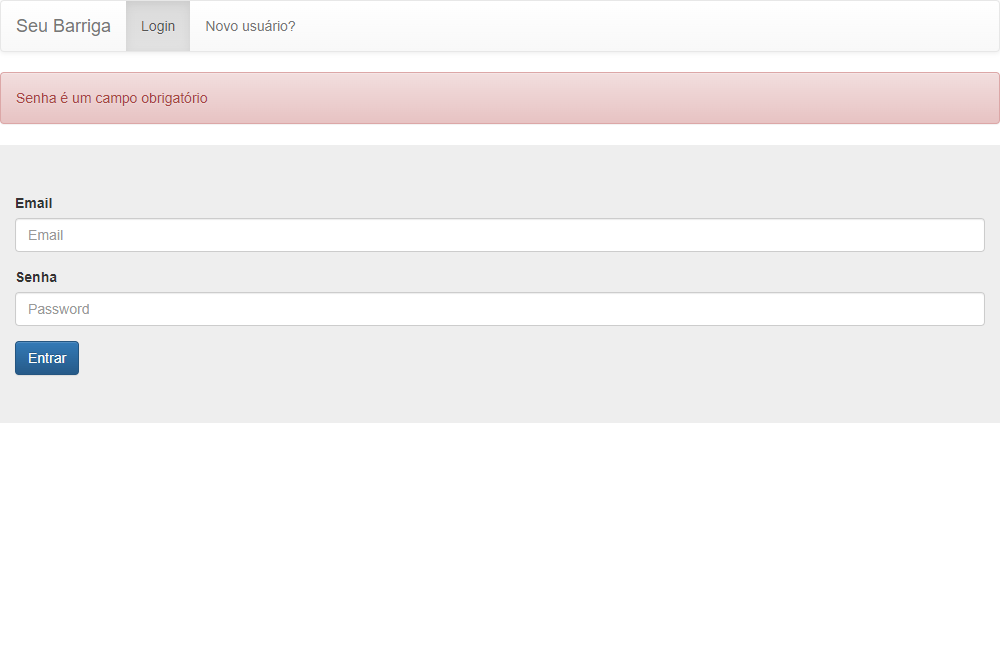 Seu Barriga Login Novo usuário?
Senha é um campo obrigatório
Email
Email
Senha
Password
Entrar